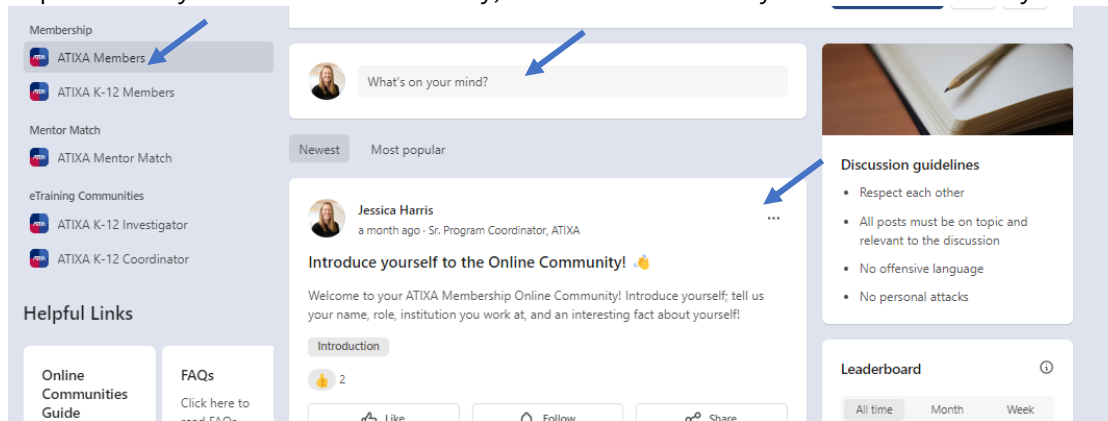 Membership
ATIXA Members
ATIXA K-12 Members
Mentor Match
ATIXA Mentor Match
eTraining Communities
ATIXA K-12 Investigator
ATIXA K-12 Coordinator
Helpful Links
Online
Communities
Guide
FAQs
Click here to
read FAQs
What's on your mind?
Newest
Most popular
Jessica Harris
a month ago - Sr. Program Coordinator, ATIXA
Introduce yourself to the Online Community! 👋
Welcome to your ATIXA Membership Online Community! Introduce yourself; tell us
your name, role, institution you work at, and an interesting fact about yourself!
Introduction
👍 2
Like
Follow
Share
Discussion guidelines
• Respect each other
• All posts must be on topic and
relevant to the discussion
• No offensive language
• No personal attacks
Leaderboard
All time
Month
Week